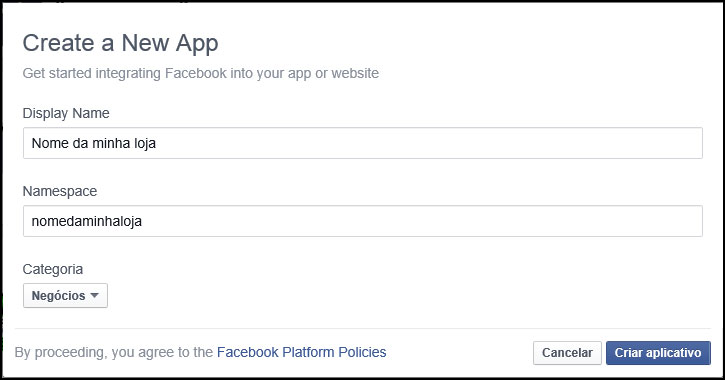 Create a New App
Get started integrating Facebook into your app or website
Display Name
Nome da minha loja
Namespace
nomedaminhaloja
Categoria
Negócios
By proceeding, you agree to the Facebook Platform Policies
Cancelar
Criar aplicativo